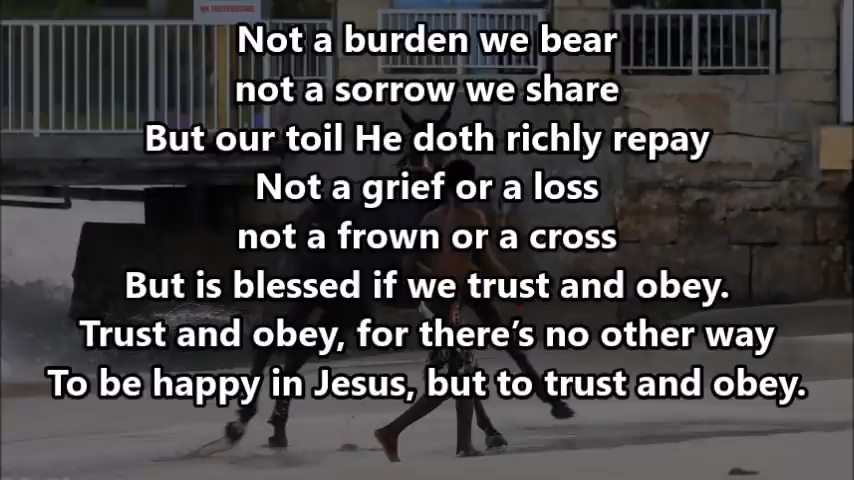 Not a burden we bear
not a sorrow we share
But our toil He doth richly repay
Not a grief or a loss
not a frown or a cross
But is blessed if we trust and obey.
Trust and obey, for there’s no other way
To be happy in Jesus, but to trust and obey.